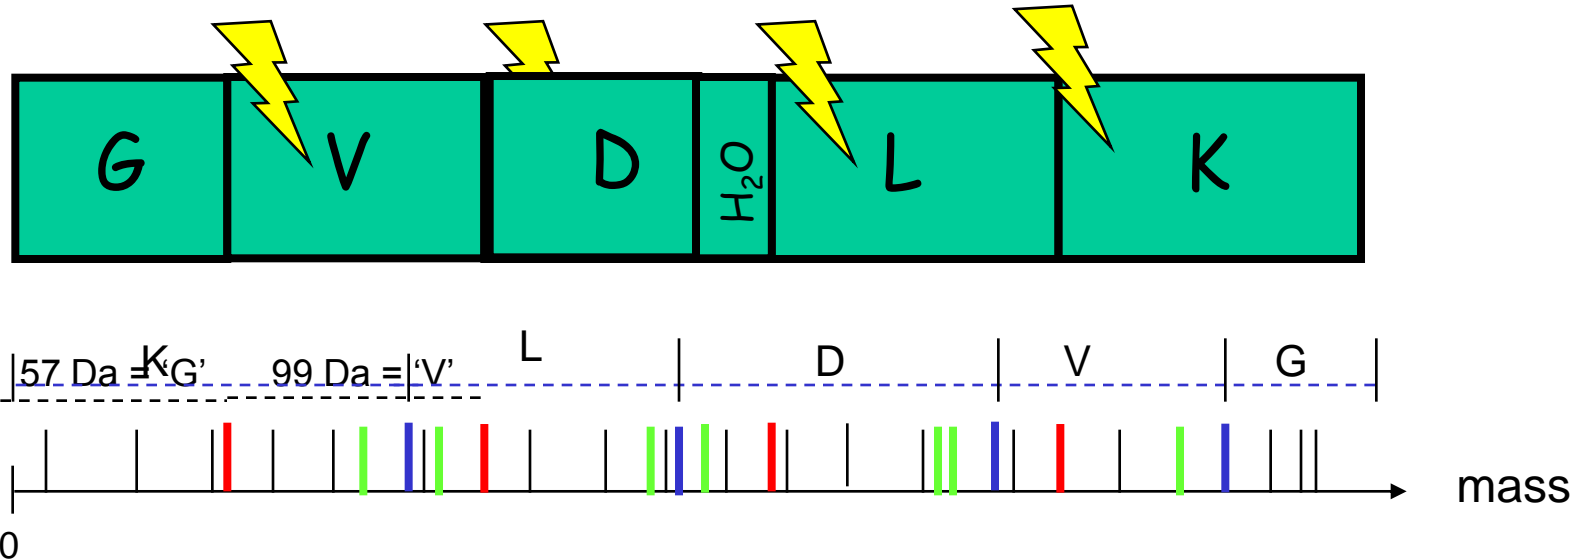 G V D H₂O L K
K L D V G
57 Da = ‘G’ 99 Da = ‘V’
mass
0